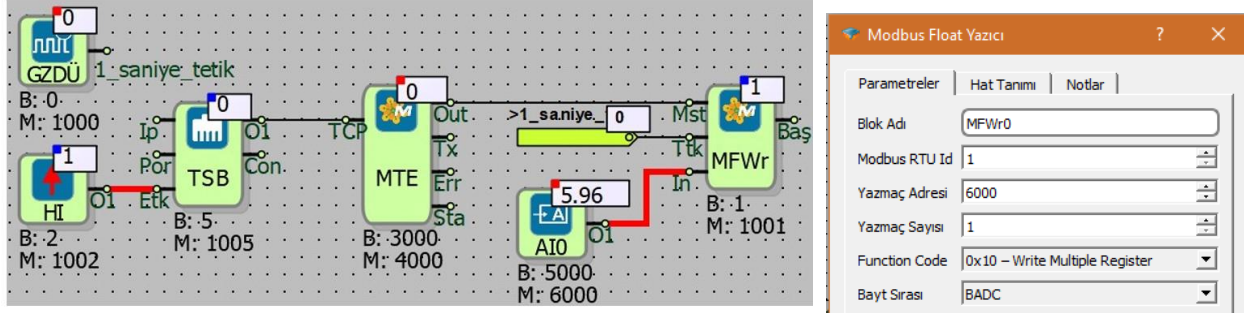 0
GZDÜ
1_saniye_tetik
B: 0
M: 1000
1
HI
O1
B: 2
M: 1002
0
Ip
Por
Etk
TSB
O1
Con
B: 5
M: 1005
0
TCP
MTE
Out
Tx
Err
Sta
B: 3000
M: 4000
>1_saniye_ 0
5.96
A
AI0
O1
B: 5000
M: 6000
1
Mst
Ttk
In
MFWr
Baş
B: 1
M: 1001
Modbus Float Yazıcı ? X
Parametreler Hat Tanımı Notlar
Blok Adı MFWr0
Modbus RTU Id 1
Yazmaç Adresi 6000
Yazmaç Sayısı 1
Function Code 0x10 – Write Multiple Register
Bayt Sırası BADC